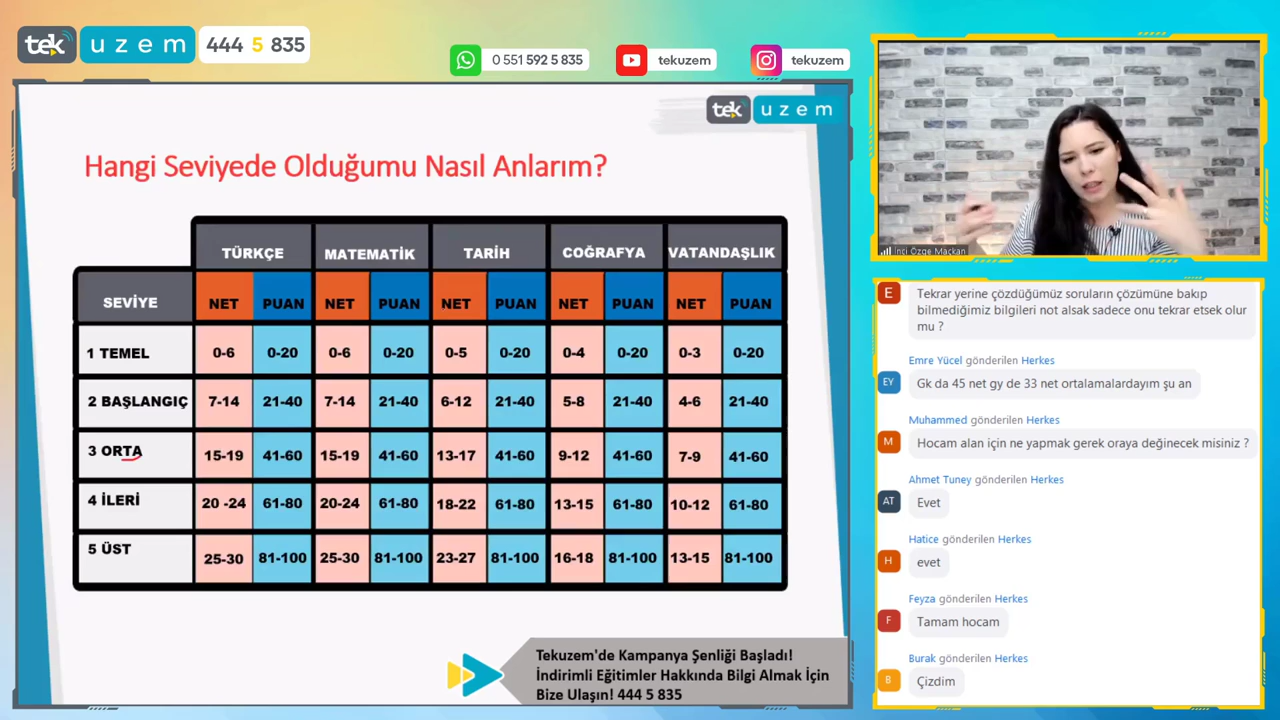 tek uzem 444 5 835
0 551 592 5 835 tekuzem tekuzem
tek uzem
Hangi Seviyede Olduğumu Nasıl Anlarım?
TÜRKÇE MATEMATİK TARİH COĞRAFYA VATANDAŞLIK
SEVİYE NET PUAN NET PUAN NET PUAN NET PUAN NET PUAN
1 TEMEL 0-6 0-20 0-6 0-20 0-5 0-20 0-4 0-20 0-3 0-20
2 BAŞLANGIÇ 7-14 21-40 7-14 21-40 6-12 21-40 5-8 21-40 4-6 21-40
3 ORTA 15-19 41-60 15-19 41-60 13-17 41-60 9-12 41-60 7-9 41-60
4 İLERİ 20 -24 61-80 20-24 61-80 18-22 61-80 13-15 61-80 10-12 61-80
5 ÜST 25-30 81-100 25-30 81-100 23-27 81-100 16-18 81-100 13-15 81-100
Tekuzem'de Kampanya Şenliği Başladı!
İndirimli Eğitimler Hakkında Bilgi Almak İçin
Bize Ulaşın! 444 5 835
İnci Özge Maçkan
E
Tekrar yerine çözdüğümüz soruların çözümüne bakıp
bilmediğimiz bilgileri not alsak sadece onu tekrar etsek olur
mu ?
Emre Yücel gönderilen Herkes
EY Gk da 45 net gy de 33 net ortalamalardayım şu an
Muhammed gönderilen Herkes
M Hocam alan için ne yapmak gerek oraya değinecek misiniz ?
Ahmet Tuney gönderilen Herkes
AT Evet
Hatice gönderilen Herkes
H evet
Feyza gönderilen Herkes
F Tamam hocam
Burak gönderilen Herkes
B Çizdim